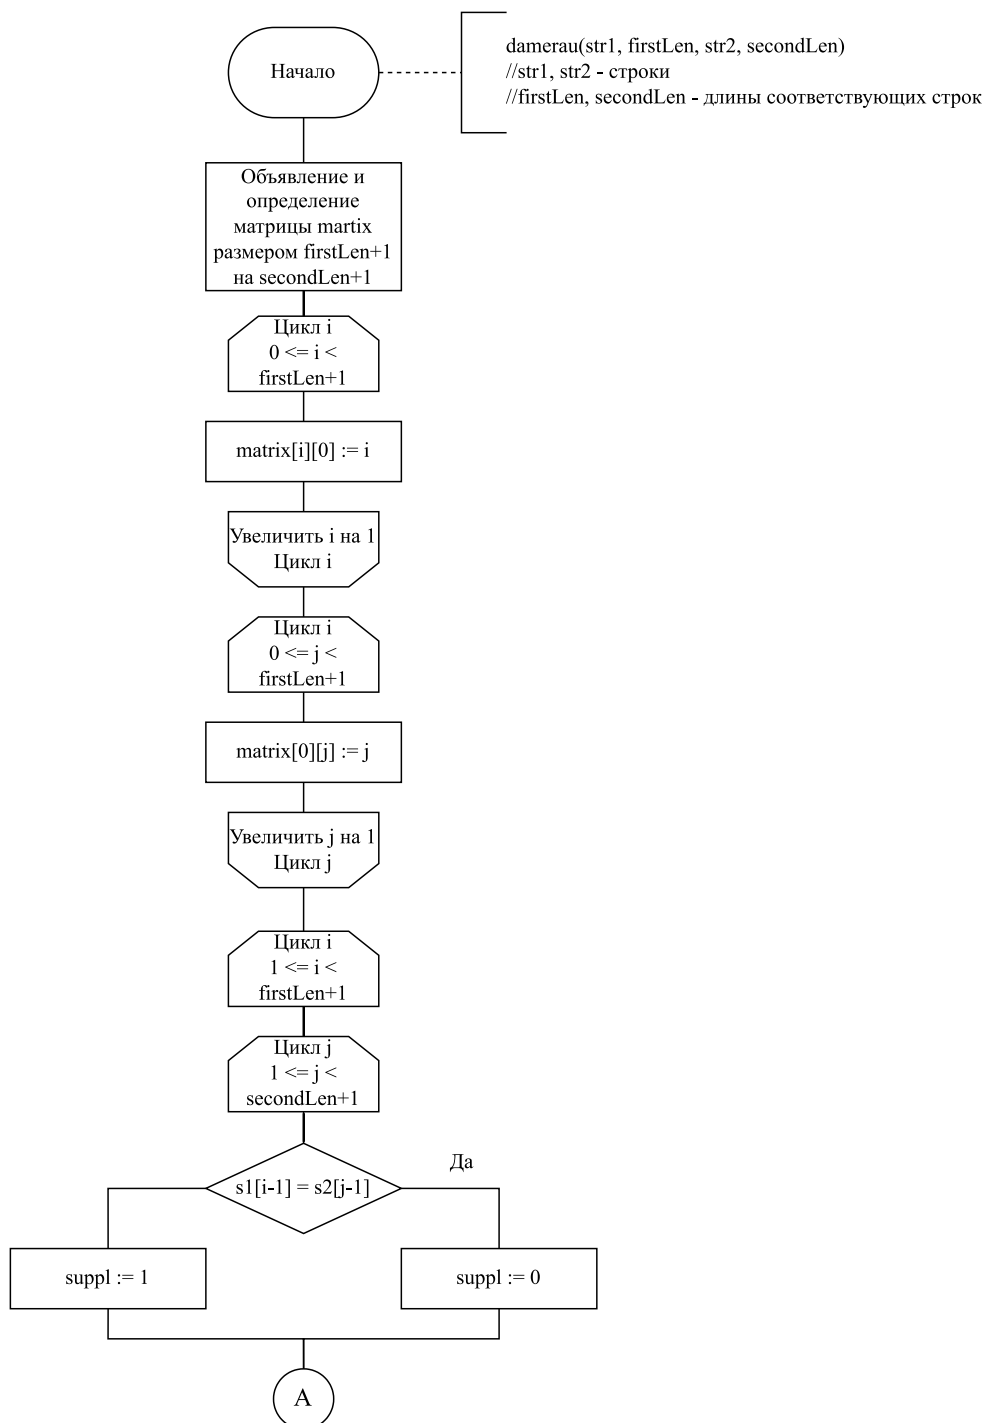 Начало
damerau(str1, firstLen, str2, secondLen)
//str1, str2 - строки
//firstLen, secondLen - длины соответствующих строк
Объявление и
определение
матрицы martix
размером firstLen+1
на secondLen+1
Цикл i
0 <= i <
firstLen+1
matrix[i][0] := i
Увеличить i на 1
Цикл i
Цикл i
0 <= j <
firstLen+1
matrix[0][j] := j
Увеличить j на 1
Цикл j
Цикл i
1 <= i <
firstLen+1
Цикл j
1 <= j <
secondLen+1
Да
s1[i-1] = s2[j-1]
suppl := 1
suppl := 0
A